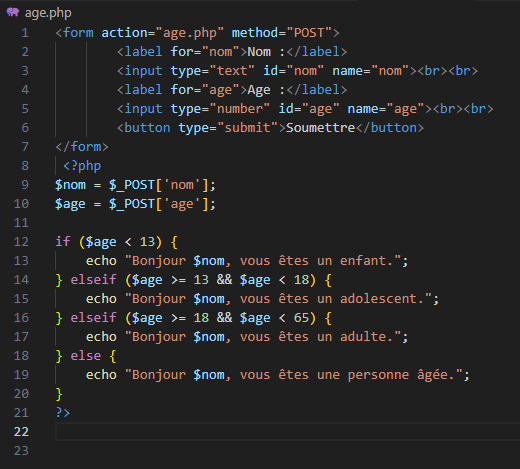 age.php
1 <form action="age.php" method="POST">
2         <label for="nom">Nom :</label>
3         <input type="text" id="nom" name="nom"><br><br>
4         <label for="age">Age :</label>
5         <input type="number" id="age" name="age"><br><br>
6         <button type="submit">Soumettre</button>
7 </form>
8  <?php
9 $nom = $_POST['nom'];
10 $age = $_POST['age'];
11
12 if ($age < 13) {
13     echo "Bonjour $nom, vous êtes un enfant.";
14 } elseif ($age >= 13 && $age < 18) {
15     echo "Bonjour $nom, vous êtes un adolescent.";
16 } elseif ($age >= 18 && $age < 65) {
17     echo "Bonjour $nom, vous êtes un adulte.";
18 } else {
19     echo "Bonjour $nom, vous êtes une personne âgée.";
20 }
21 ?>
22
23